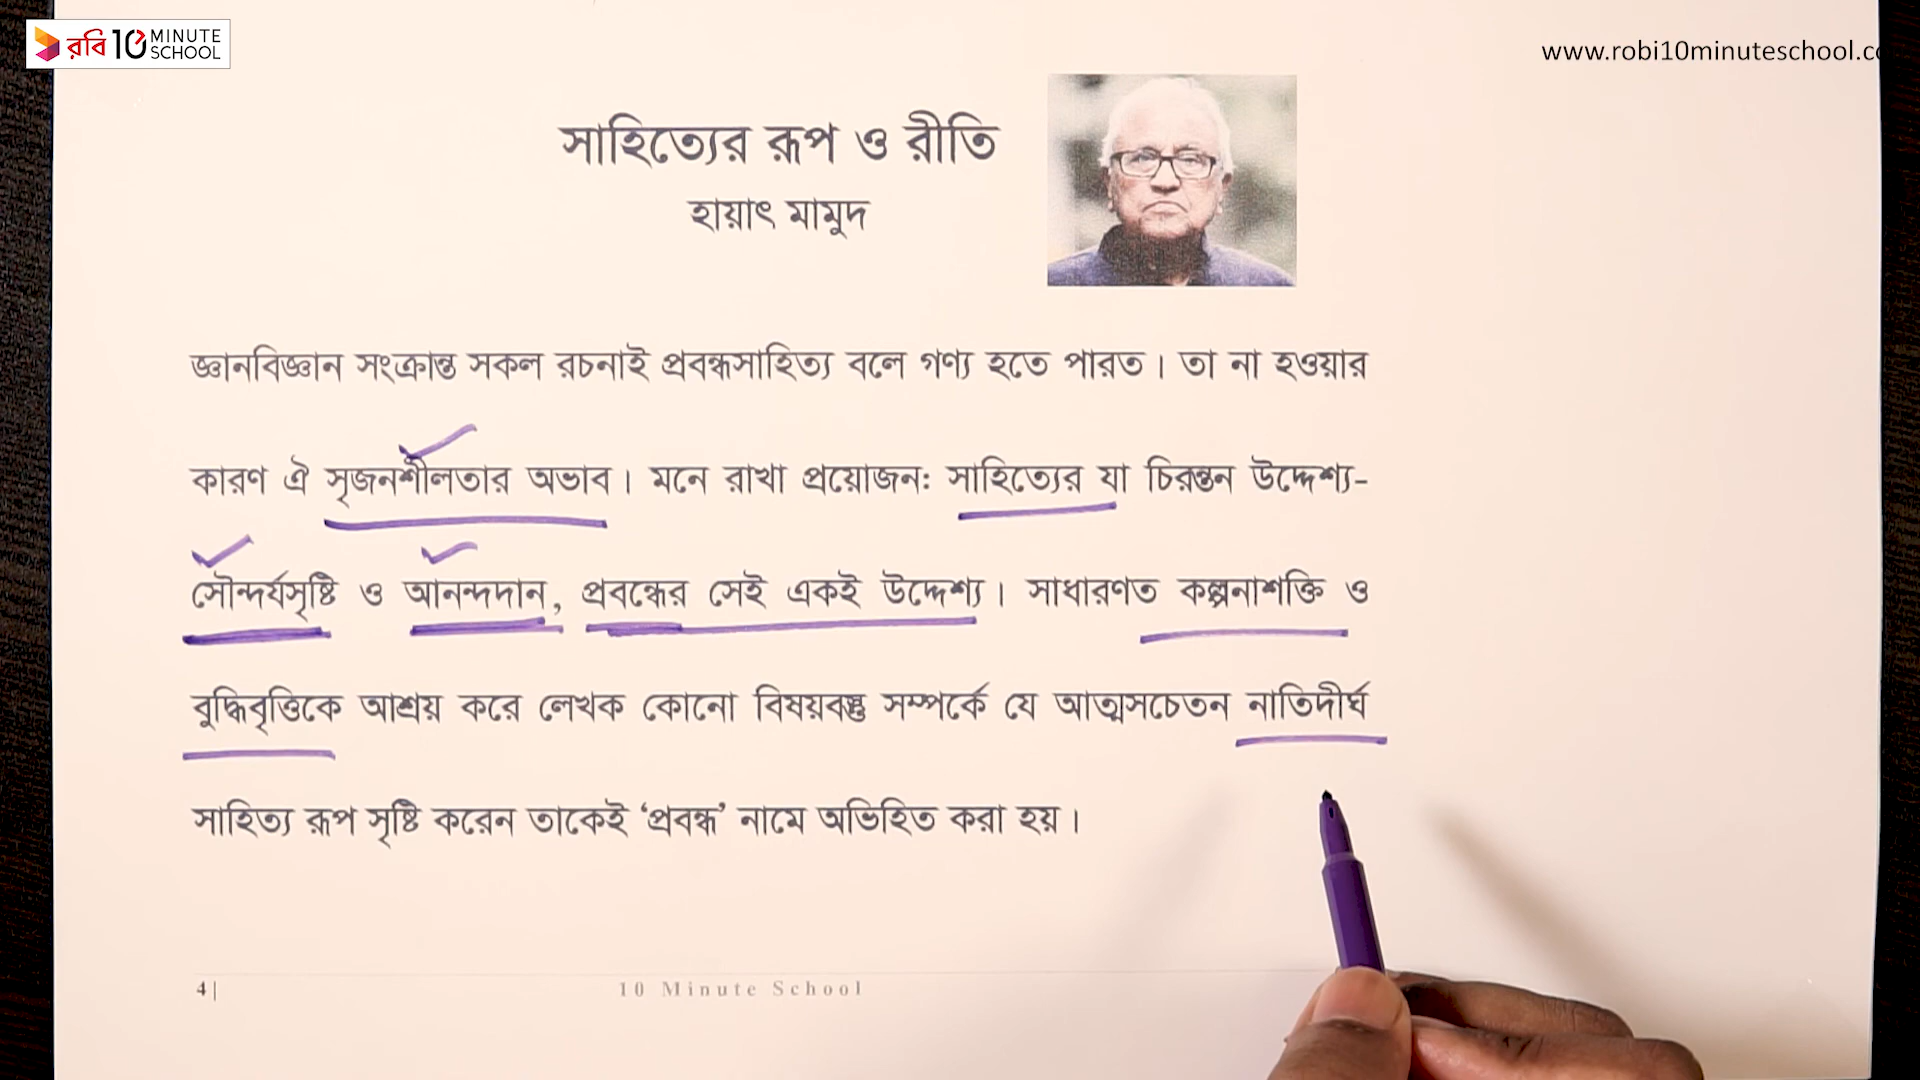 রবি 10 MINUTE SCHOOL
www.robi10minuteschool.c
সাহিত্যের রূপ ও রীতি
হায়াৎ মামুদ
জ্ঞানবিজ্ঞান সংক্রান্ত সকল রচনাই প্রবন্ধসাহিত্য বলে গণ্য হতে পারত। তা না হওয়ার
কারণ ঐ সৃজনশীলতার অভাব। মনে রাখা প্রয়োজন: সাহিত্যের যা চিরন্তন উদ্দেশ্য-
সৌন্দর্যসৃষ্টি ও আনন্দদান, প্রবন্ধের সেই একই উদ্দেশ্য। সাধারণত কল্পনাশক্তি ও
বুদ্ধিবৃত্তিকে আশ্রয় করে লেখক কোনো বিষয়বস্তু সম্পর্কে যে আত্মসচেতন নাতিদীর্ঘ
সাহিত্য রূপ সৃষ্টি করেন তাকেই ‘প্রবন্ধ’ নামে অভিহিত করা হয়।
4| 10 Minute School